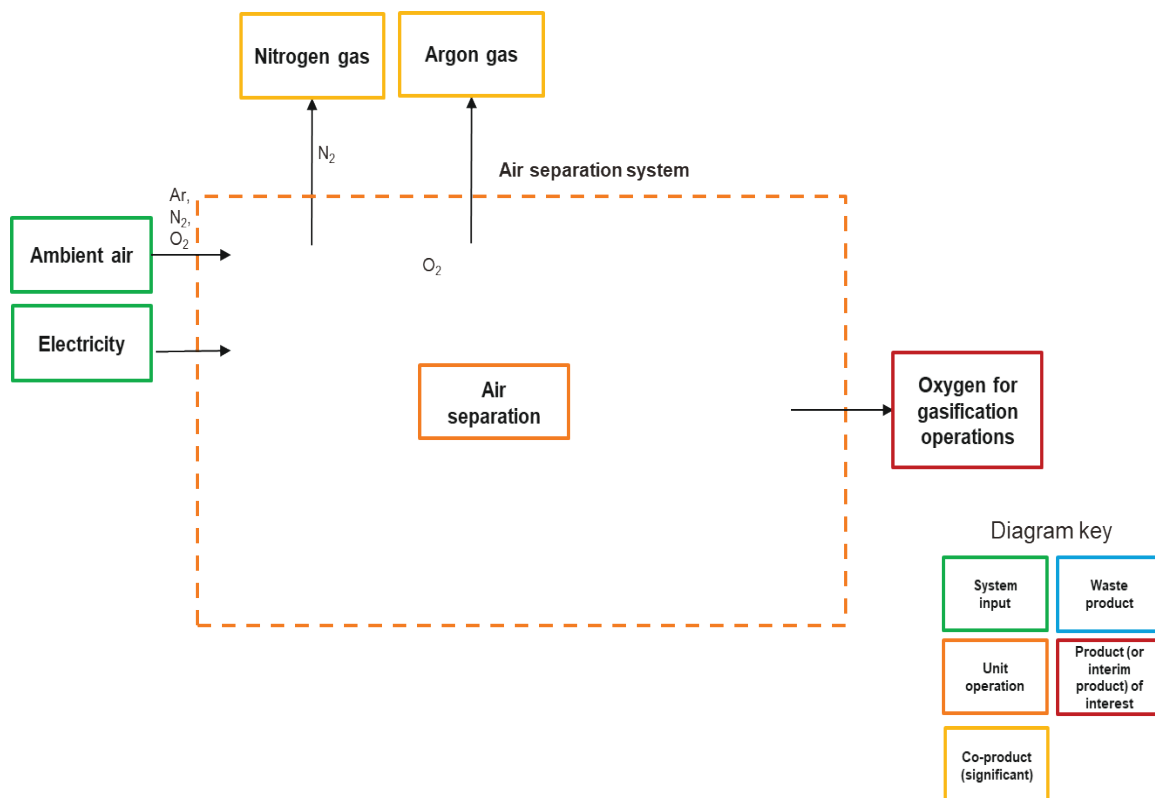 Nitrogen gas
Argon gas
N₂
Air separation system
Ar,
N₂,
O₂
Ambient air
O₂
Electricity
Air
separation
Oxygen for
gasification
operations
Diagram key
System
input
Waste
product
Unit
operation
Product (or
interim
product) of
interest
Co-product
(significant)